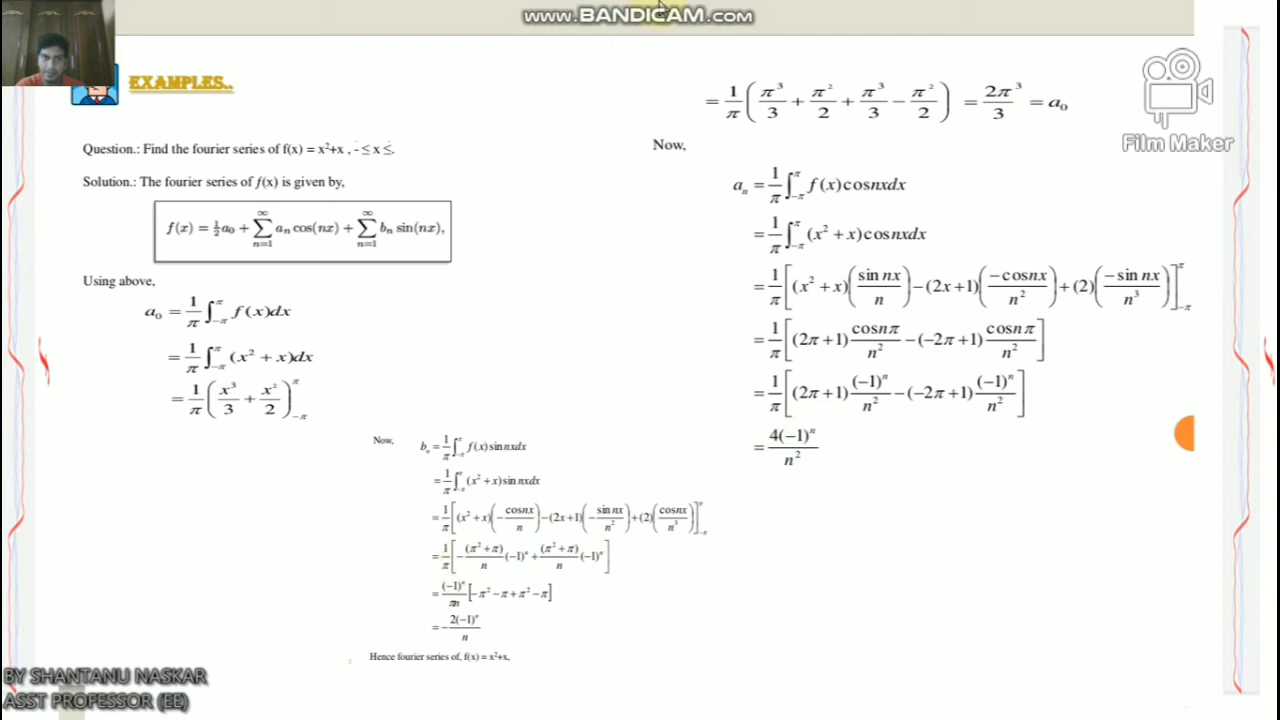 www.BANDICAM.com
EXAMPLES..
Question.: Find the fourier series of f(x) = x²+x , - ≤ x ≤.
Solution.: The fourier series of f(x) is given by,
f(x) = ½a₀ + ∑_{n=1}^{∞} aₙ cos(nx) + ∑_{n=1}^{∞} bₙ sin(nx),
Using above,
a₀ = 1/π ∫_{-π}^{π} f(x)dx
= 1/π ∫_{-π}^{π} (x² + x)dx
= 1/π (x³/3 + x²/2)_{-π}^{π}
= 1/π (π³/3 + π²/2 + π³/3 − π²/2) = 2π³/3 = a₀
Now,
aₙ = 1/π ∫_{-π}^{π} f(x)cosnxdx
= 1/π ∫_{-π}^{π} (x² + x)cosnxdx
= 1/π [(x² + x)(sin nx/n) − (2x+1)(−cosnx/n²) + (2)(−sin nx/n³)]_{-π}^{π}
= 1/π [(2π+1) cosnπ/n² − (−2π+1) cosnπ/n²]
= 1/π [(2π+1) (−1)ⁿ/n² − (−2π+1) (−1)ⁿ/n²]
= 4(−1)ⁿ/n²
Now,
bₙ = 1/π ∫_{-π}^{π} f(x)sinnxdx
= 1/π ∫_{-π}^{π} (x² + x)sinnxdx
= 1/π [(x² + x)(−cosnx/n) − (2x+1)(−sinnx/n²) + (2)(cosnx/n³)]_{-π}^{π}
= 1/π [−(π²+π)/n (−1)ⁿ + (π²+π)/n (−1)ⁿ]
= (−1)ⁿ/πn [−π² − π + π² − π]
= − 2(−1)ⁿ/n
Hence fourier series of, f(x) = x²+x,
Film Maker
BY SHANTANU NASKAR
ASST PROFESSOR (EE)